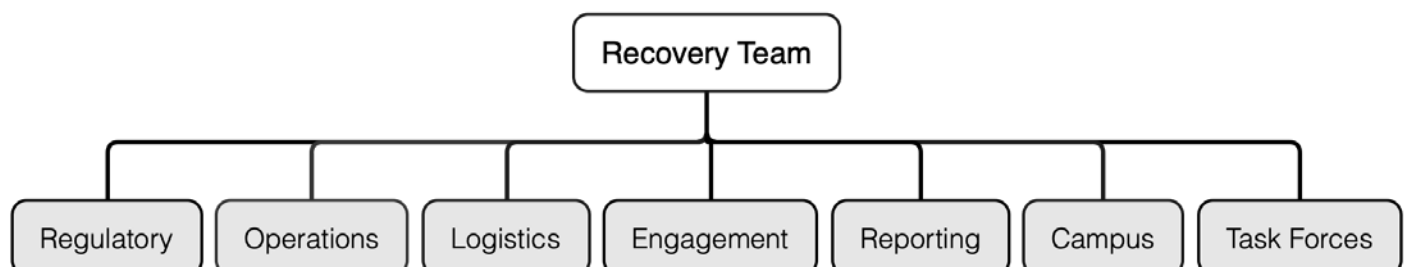 Recovery Team
Regulatory Operations Logistics Engagement Reporting Campus Task Forces